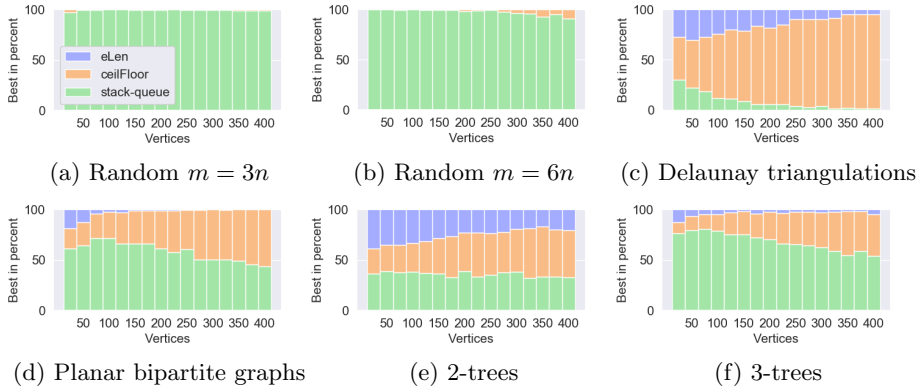 Best in percent
100
50
0
eLen
ceilFloor
stack-queue
50 100 150 200 250 300 350 400
Vertices
(a) Random m = 3n
Best in percent
100
50
0
50 100 150 200 250 300 350 400
Vertices
(b) Random m = 6n
Best in percent
100
50
0
50 100 150 200 250 300 350 400
Vertices
(c) Delaunay triangulations
Best in percent
100
50
0
50 100 150 200 250 300 350 400
Vertices
(d) Planar bipartite graphs
Best in percent
100
50
0
50 100 150 200 250 300 350 400
Vertices
(e) 2-trees
Best in percent
100
50
0
50 100 150 200 250 300 350 400
Vertices
(f) 3-trees